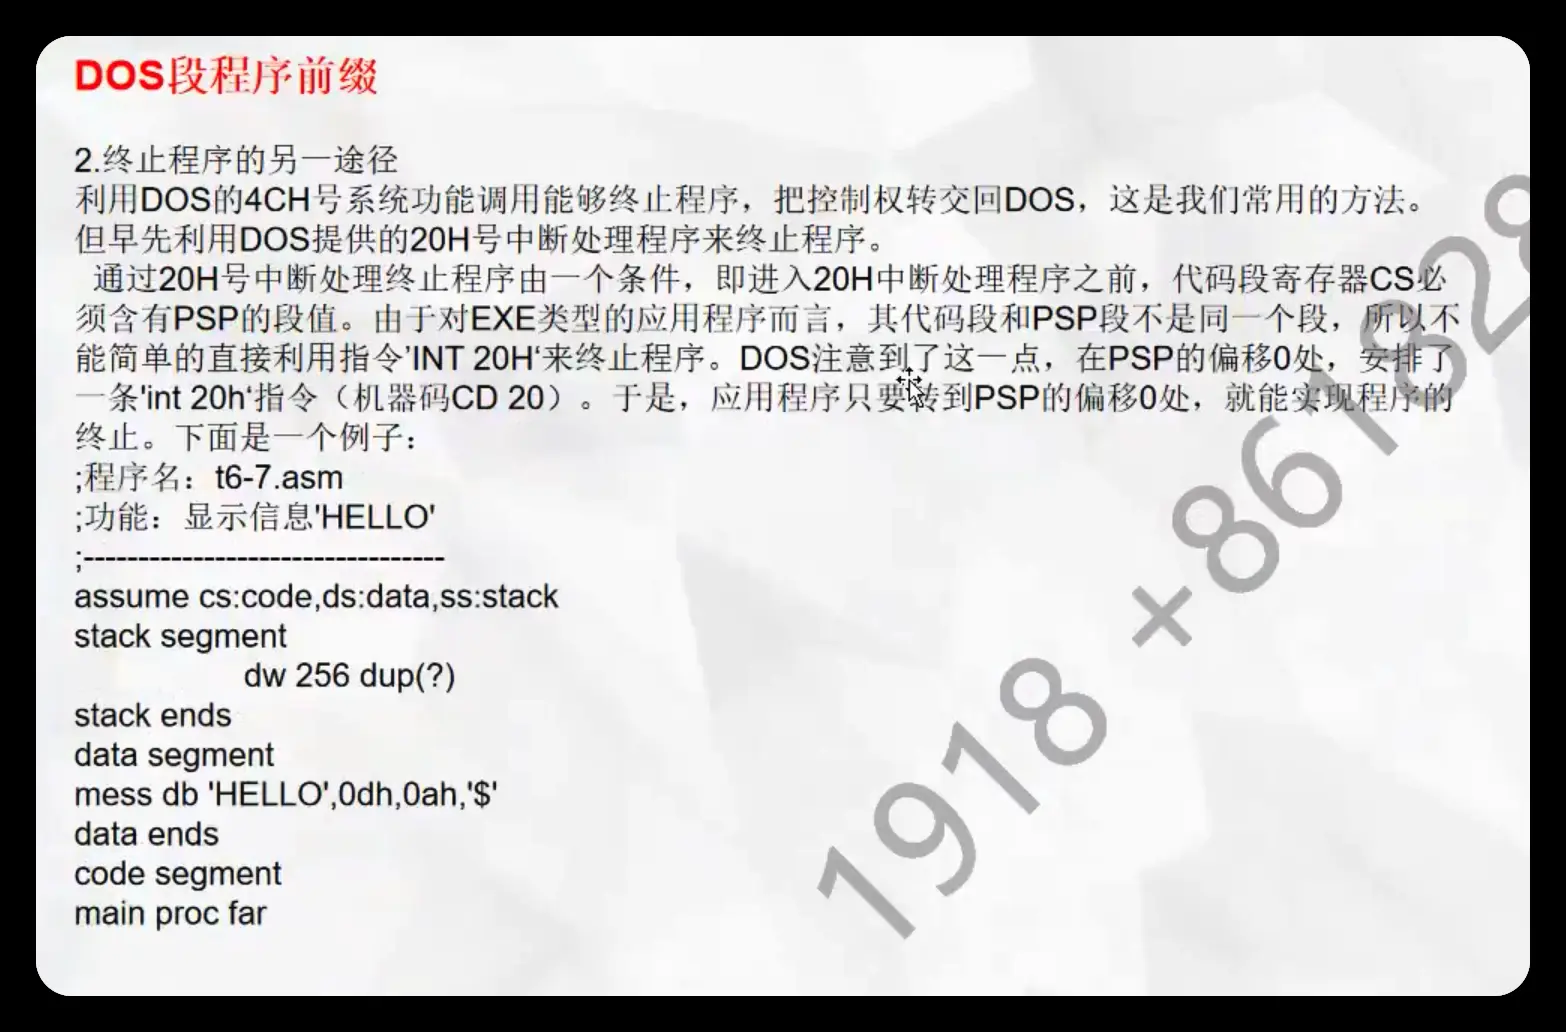 DOS段程序前缀
2.终止程序的另一途径
利用DOS的4CH号系统功能调用能够终止程序，把控制权转交回DOS，这是我们常用的方法。
但早先利用DOS提供的20H号中断处理程序来终止程序。
通过20H号中断处理终止程序由一个条件，即进入20H中断处理程序之前，代码段寄存器CS必
须含有PSP的段值。由于对EXE类型的应用程序而言，其代码段和PSP段不是同一个段，所以不
能简单的直接利用指令’INT 20H‘来终止程序。DOS注意到了这一点，在PSP的偏移0处，安排了
一条'int 20h‘指令（机器码CD 20）。于是，应用程序只要转到PSP的偏移0处，就能实现程序的
终止。下面是一个例子：
;程序名：t6-7.asm
;功能：显示信息'HELLO'
;---------------------------------
assume cs:code,ds:data,ss:stack
stack segment
dw 256 dup(?)
stack ends
data segment
mess db 'HELLO',0dh,0ah,'$'
data ends
code segment
main proc far
1918 +861328